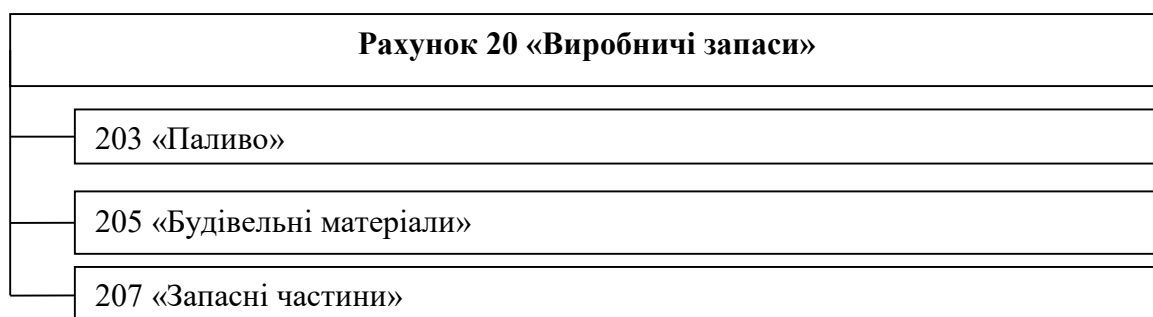 Рахунок 20 «Виробничі запаси»
203 «Паливо»
205 «Будівельні матеріали»
207 «Запасні частини»